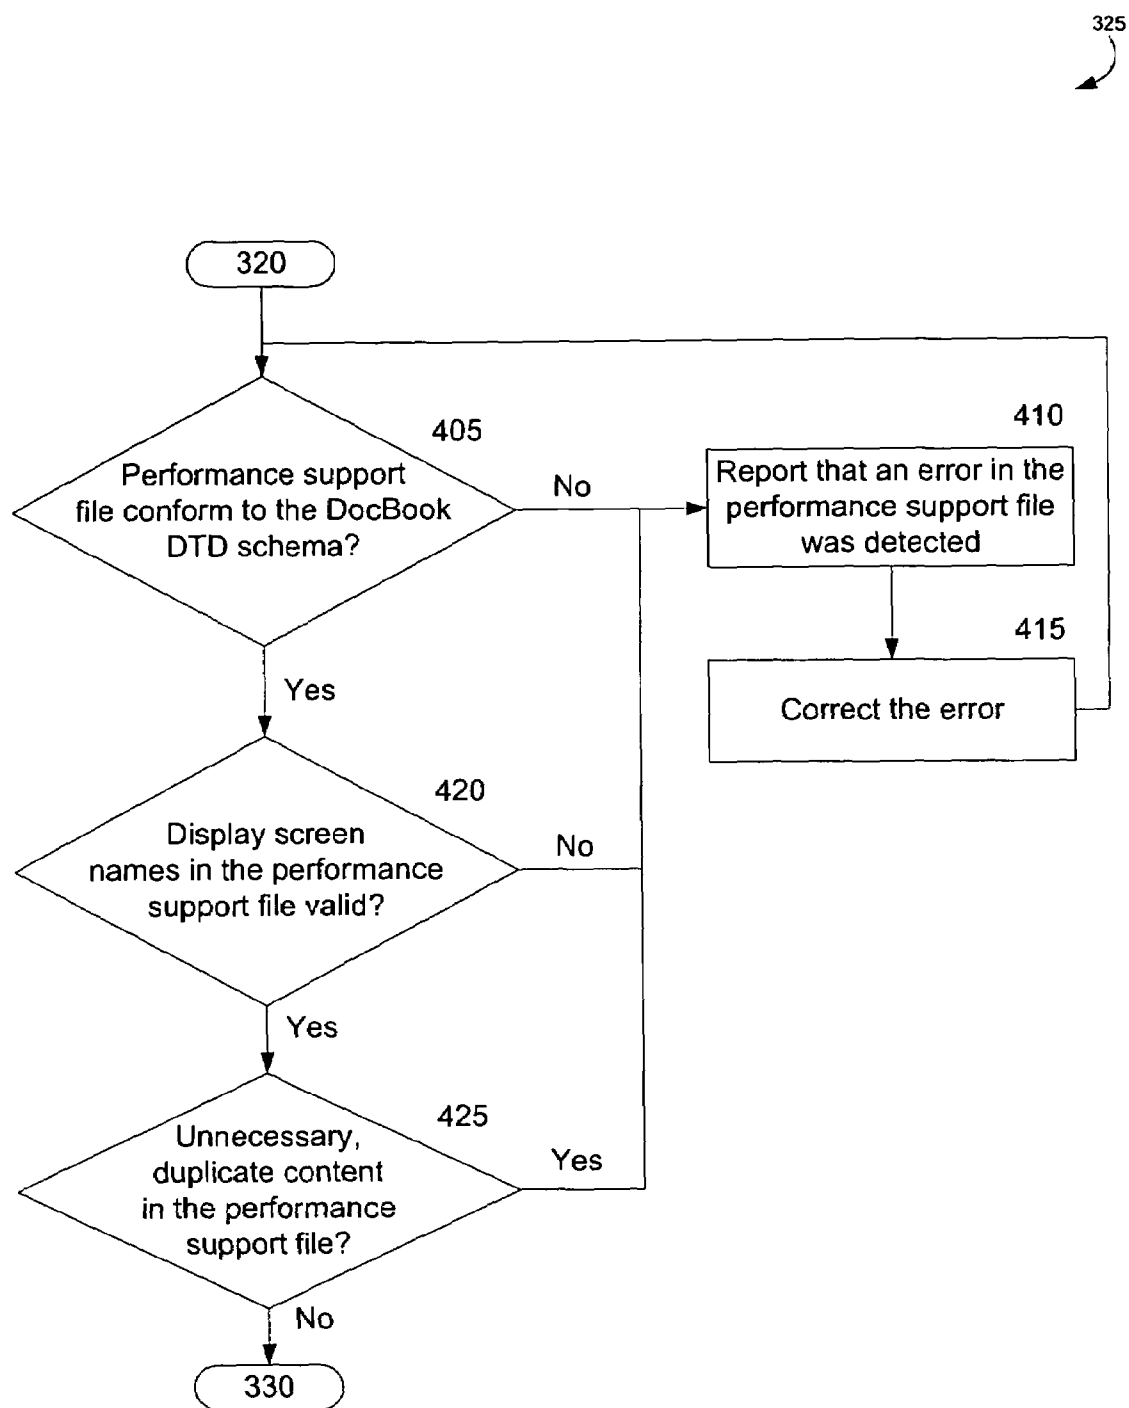 325
320
405
Performance support
file conform to the DocBook
DTD schema?
No
410
Report that an error in the
performance support file
was detected
415
Correct the error
Yes
420
Display screen
names in the performance
support file valid?
No
Yes
425
Unnecessary,
duplicate content
in the performance
support file?
Yes
No
330